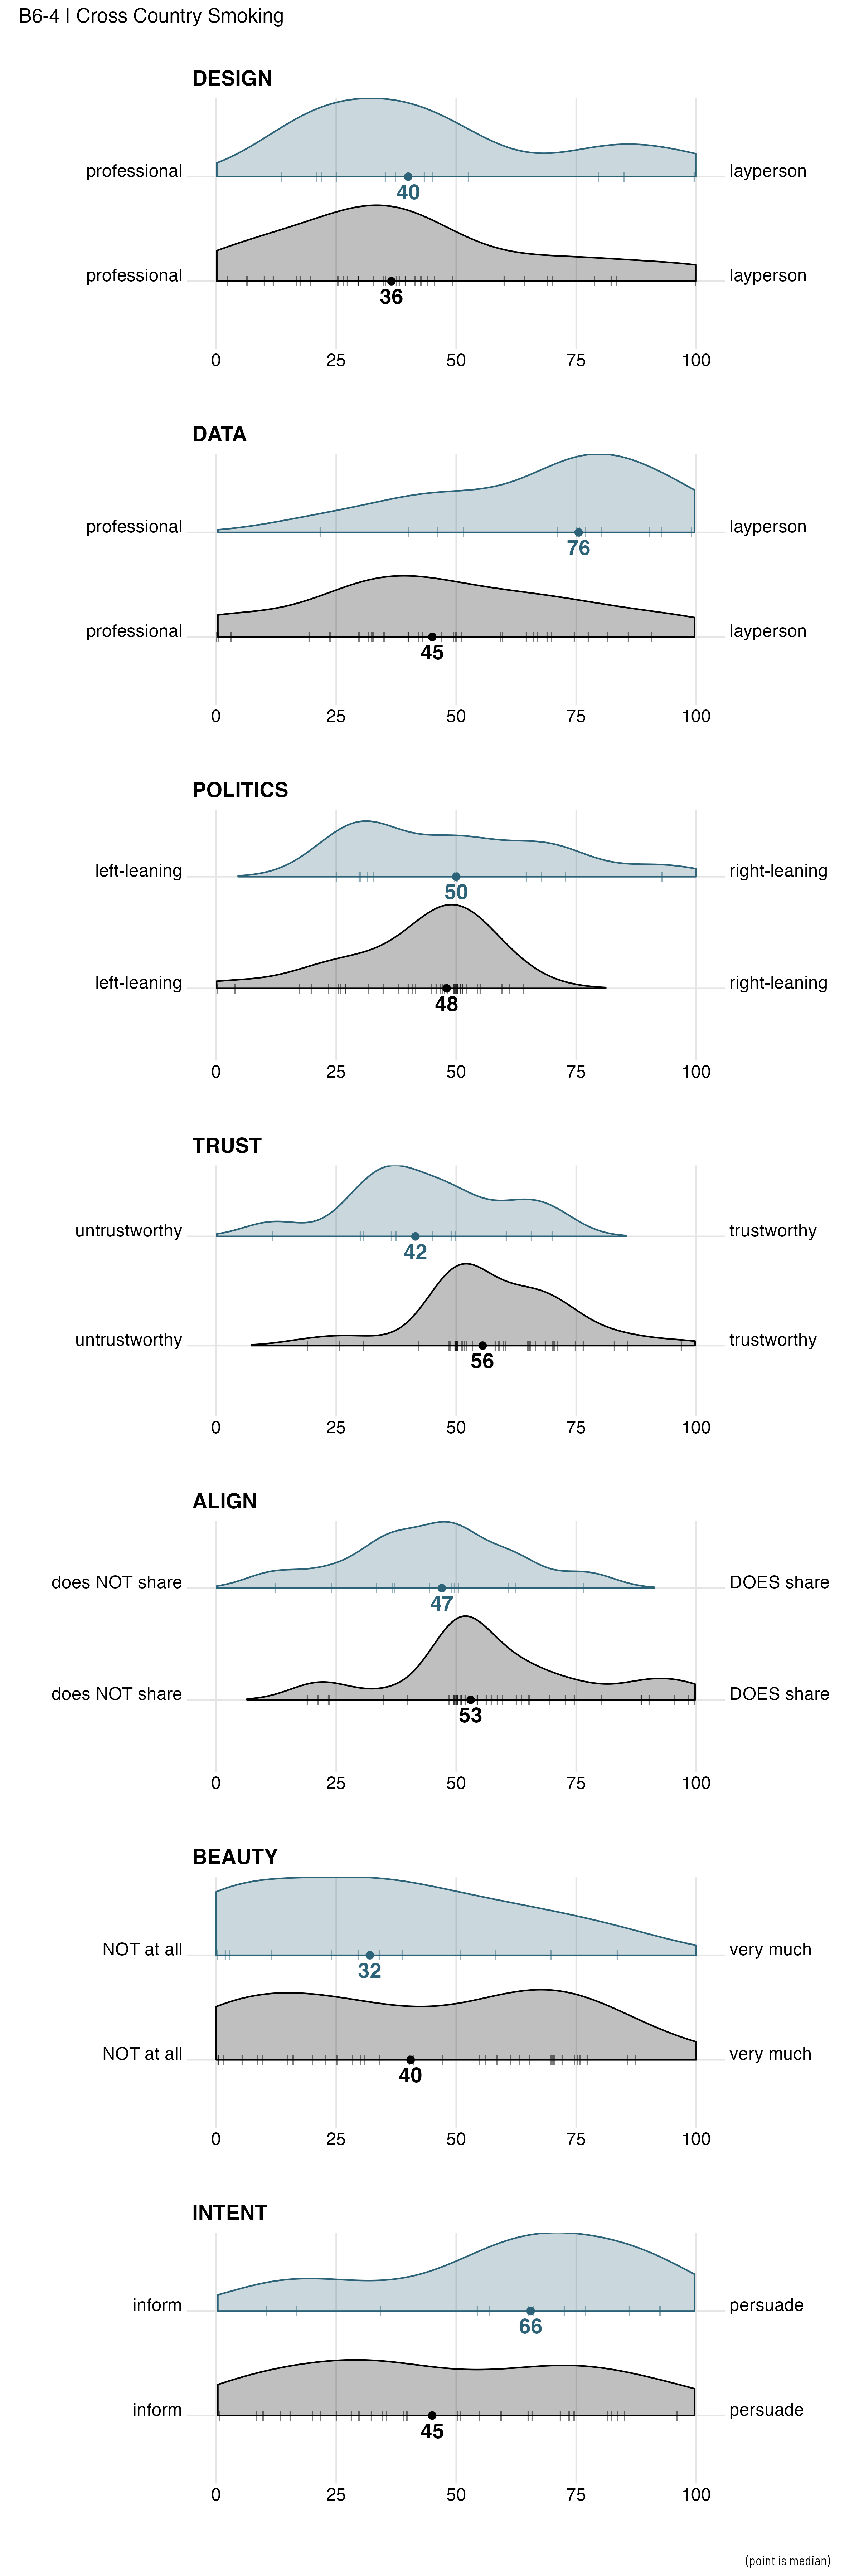 B6-4 | Cross Country Smoking
DESIGN
professional layperson
40
professional layperson
36
0 25 50 75 100
DATA
professional layperson
76
professional layperson
45
0 25 50 75 100
POLITICS
left-leaning right-leaning
50
left-leaning right-leaning
48
0 25 50 75 100
TRUST
untrustworthy trustworthy
42
untrustworthy trustworthy
56
0 25 50 75 100
ALIGN
does NOT share DOES share
47
does NOT share DOES share
53
0 25 50 75 100
BEAUTY
NOT at all very much
32
NOT at all very much
40
0 25 50 75 100
INTENT
inform persuade
66
inform persuade
45
0 25 50 75 100
(point is median)